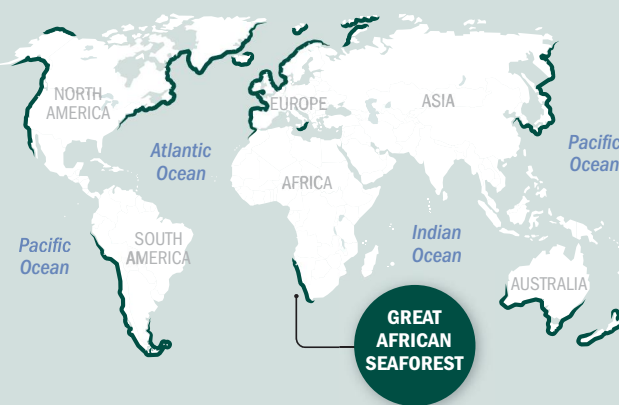 NORTH
AMERICA
EUROPE
ASIA
Atlantic
Ocean
Pacific
Ocean
AFRICA
Pacific
Ocean
SOUTH
AMERICA
Indian
Ocean
AUSTRALIA
GREAT
AFRICAN
SEAFOREST